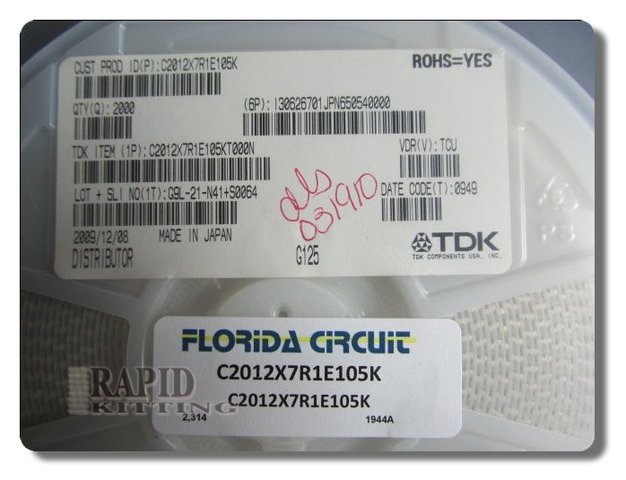 CUST PROD ID(P):C2012X7R1E105K
ROHS=YES
QTY(Q): 2000
(6P): I30626701JPN650540000
TDK ITEM (1P):C2012X7R1E105KT000N
VDR(V): TCU
LOT + SLI NO(1T):G9L-21-N41+S0064
DATE CODE(T):0949
als
031910
2009/12/08
MADE IN JAPAN
DISTRIBUTOR
G125
TDK
TDK COMPONENTS USA, INC.
FLORIDA CIRCUIT
C2012X7R1E105K
C2012X7R1E105K
2,314
1944A
RAPID
KITTING
PS